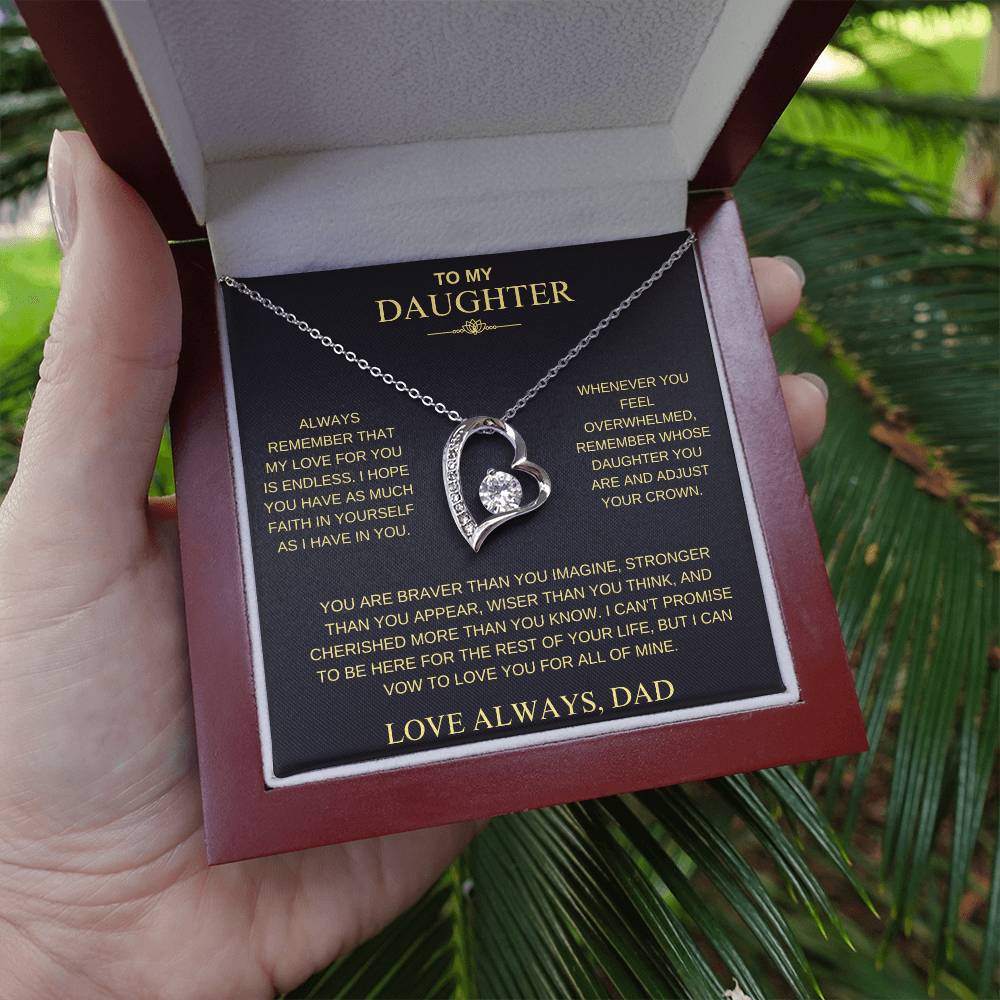 TO MY
DAUGHTER
ALWAYS
REMEMBER THAT
MY LOVE FOR YOU
IS ENDLESS. I HOPE
YOU HAVE AS MUCH
FAITH IN YOURSELF
AS I HAVE IN YOU.
WHENEVER YOU
FEEL
OVERWHELMED,
REMEMBER WHOSE
DAUGHTER YOU
ARE AND ADJUST
YOUR CROWN.
YOU ARE BRAVER THAN YOU IMAGINE, STRONGER
THAN YOU APPEAR, WISER THAN YOU THINK, AND
CHERISHED MORE THAN YOU KNOW. I CAN'T PROMISE
TO BE HERE FOR THE REST OF YOUR LIFE, BUT I CAN
VOW TO LOVE YOU FOR ALL OF MINE.
LOVE ALWAYS, DAD